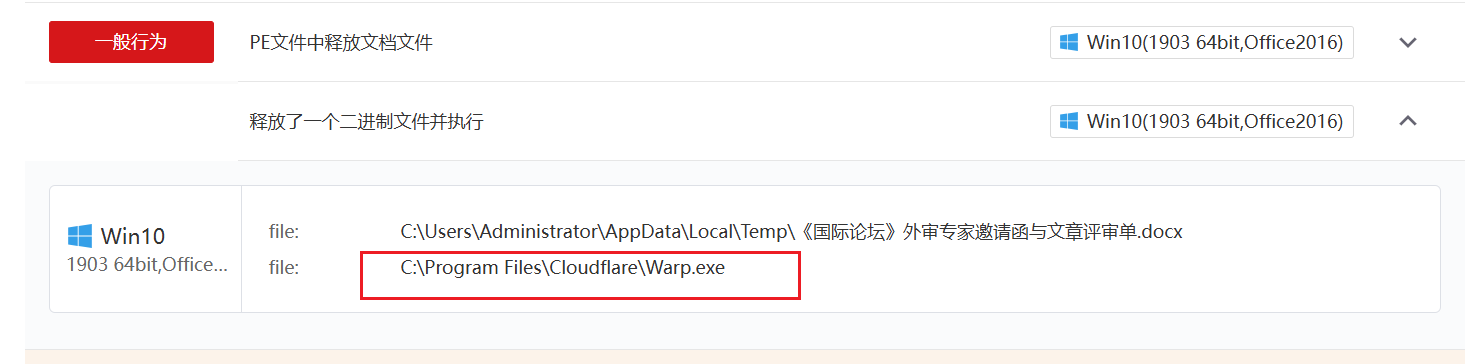 一般行为
PE文件中释放文档文件
Win10(1903 64bit,Office2016)
释放了一个二进制文件并执行
Win10(1903 64bit,Office2016)
Win10
1903 64bit,Office...
file:
C:\Users\Administrator\AppData\Local\Temp\《国际论坛》外审专家邀请函与文章评审单.docx
file:
C:\Program Files\Cloudflare\Warp.exe